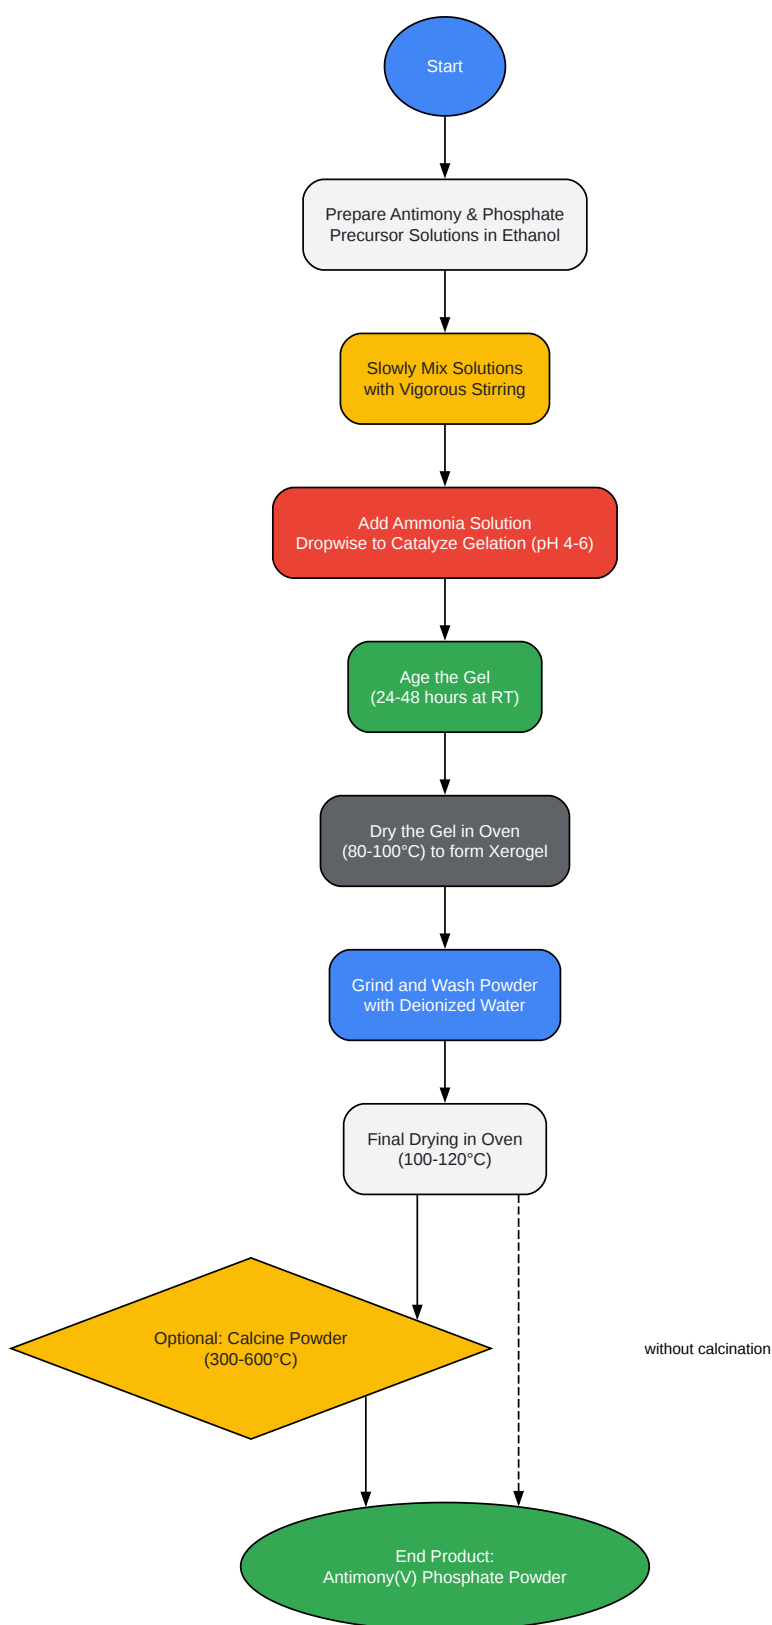 Start
Prepare Antimony & Phosphate
Precursor Solutions in Ethanol
Slowly Mix Solutions
with Vigorous Stirring
Add Ammonia Solution
Dropwise to Catalyze Gelation (pH 4-6)
Age the Gel
(24-48 hours at RT)
Dry the Gel in Oven
(80-100°C) to form Xerogel
Grind and Wash Powder
with Deionized Water
Final Drying in Oven
(100-120°C)
Optional: Calcine Powder
(300-600°C)
without calcination
End Product:
Antimony(V) Phosphate Powder